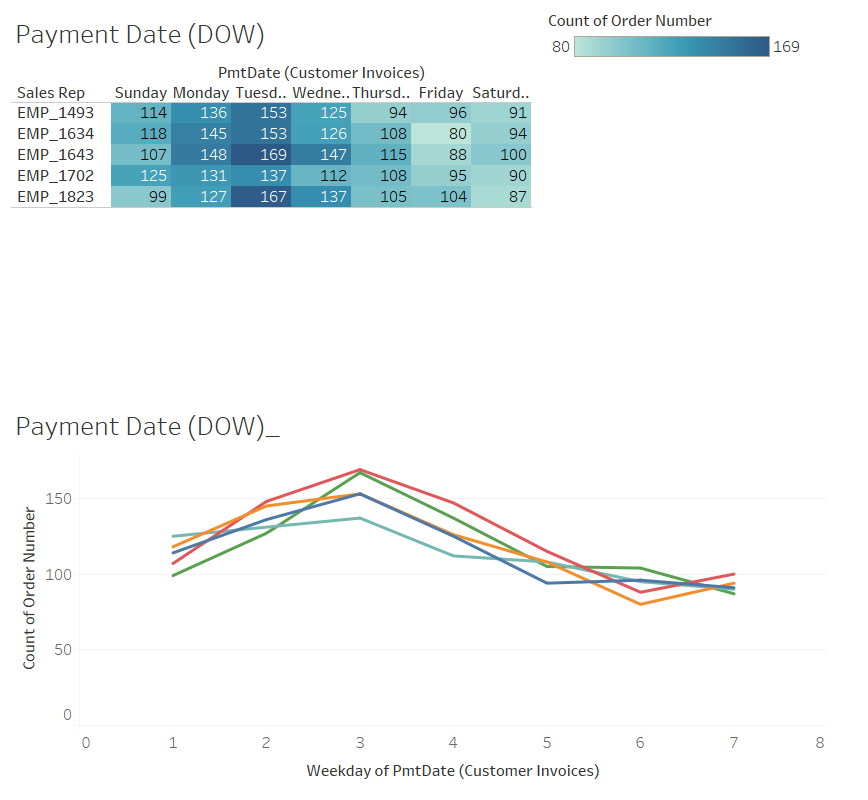 Count of Order Number
80 169
Payment Date (DOW)
PmtDate (Customer Invoices)
Sales Rep Sunday Monday Tuesd.. Wedne.. Thursd.. Friday Saturd..
EMP_1493 114 136 153 125 94 96 91
EMP_1634 118 145 153 126 108 80 94
EMP_1643 107 148 169 147 115 88 100
EMP_1702 125 131 137 112 108 95 90
EMP_1823 99 127 167 137 105 104 87
Payment Date (DOW)_
Count of Order Number
150
100
50
0
0 1 2 3 4 5 6 7 8
Weekday of PmtDate (Customer Invoices)